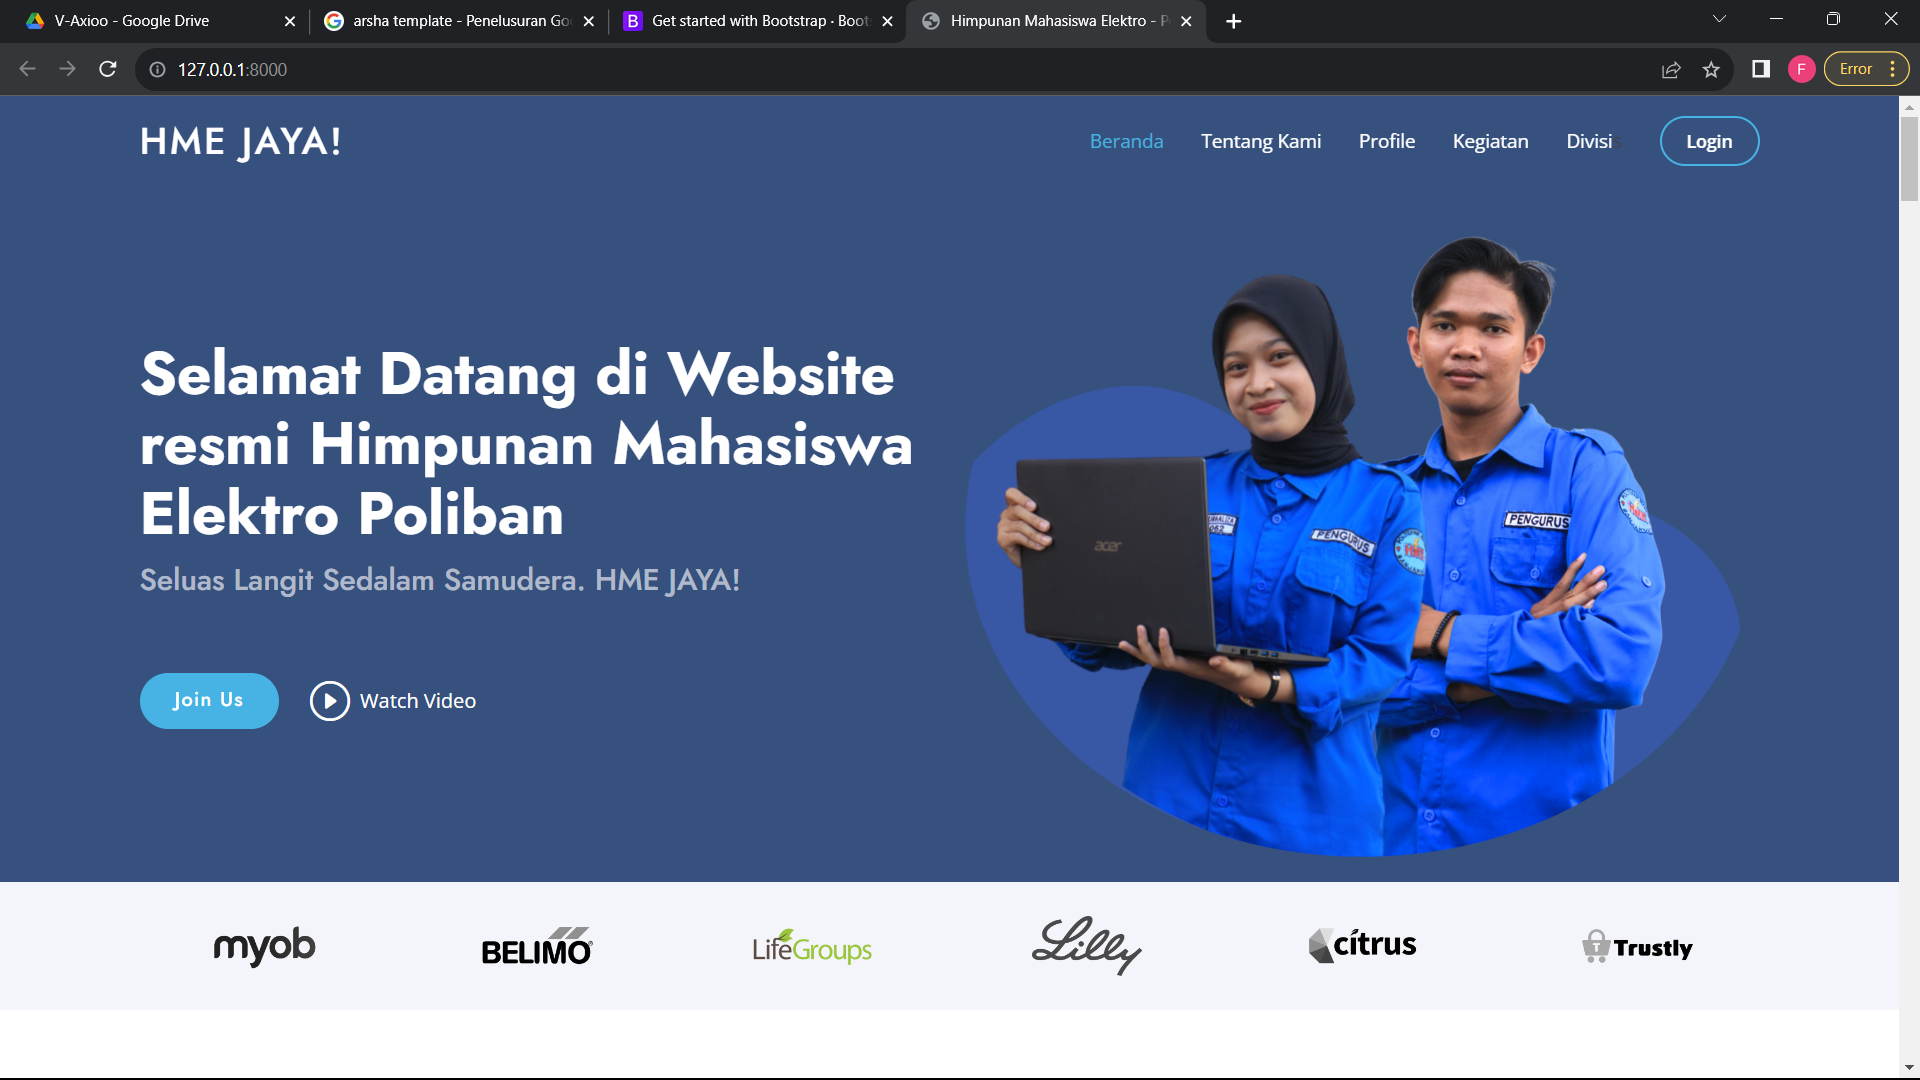 V-Axioo - Google Drive
arsha template - Penelusuran Goo
Get started with Bootstrap · Boot
Himpunan Mahasiswa Elektro - P
127.0.0.1:8000
F
Error
HME JAYA!
Beranda
Tentang Kami
Profile
Kegiatan
Divisi
Login
Selamat Datang di Website
resmi Himpunan Mahasiswa
Elektro Poliban
Seluas Langit Sedalam Samudera. HME JAYA!
Join Us
Watch Video
acer
062
PENGURUS
PENGURUS
myob
BELIMO
LifeGroups
Lilly
citrus
T
Trustly